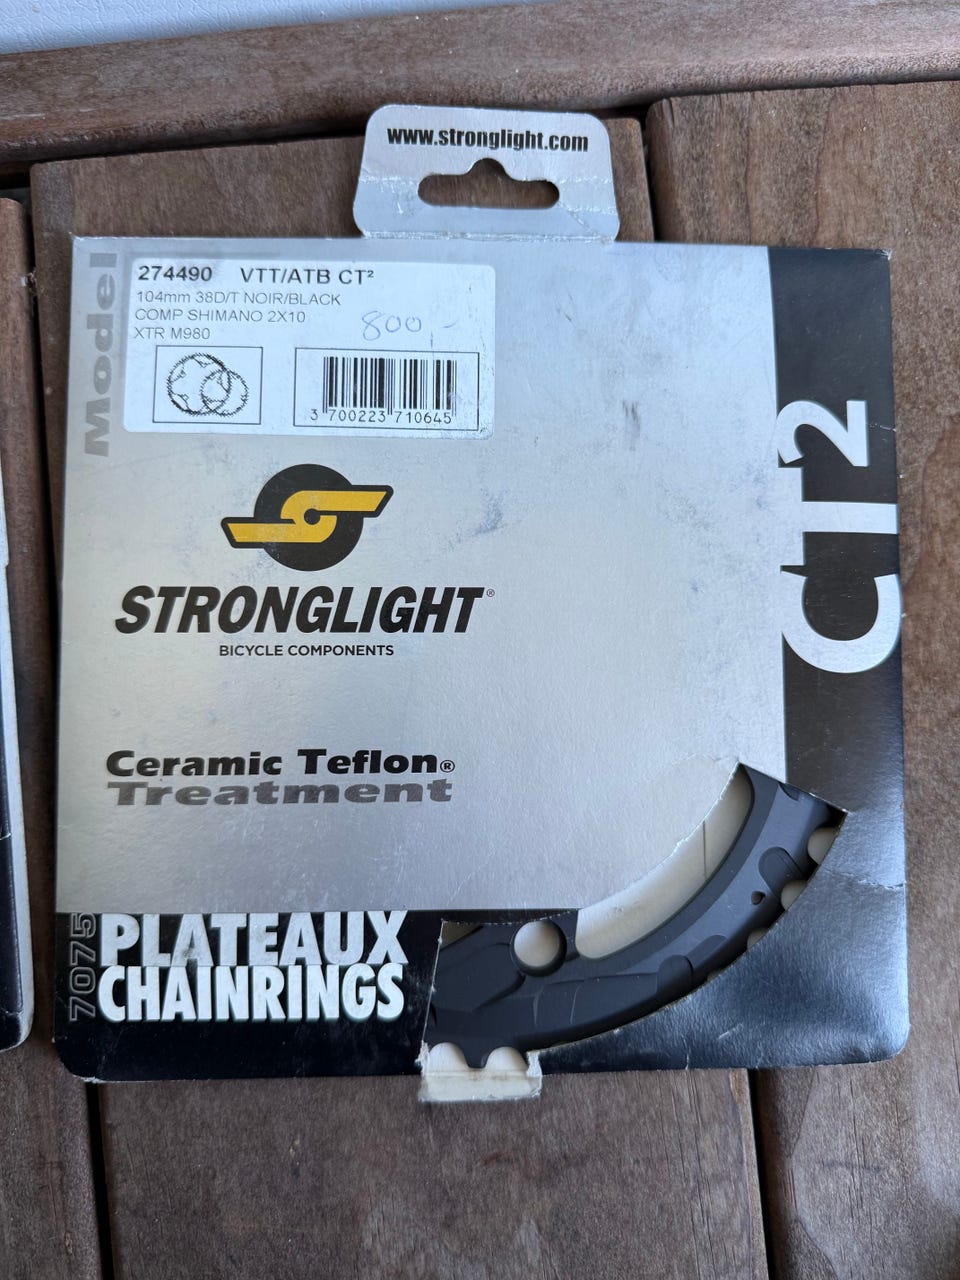 www.stronglight.com
Model
274490 VTT/ATB CT²
104mm 38D/T NOIR/BLACK
COMP SHIMANO 2X10
XTR M980
800,-
3 700223 710645
CT2
STRONGLIGHT®
BICYCLE COMPONENTS
Ceramic Teflon®
Treatment
7075
PLATEAUX
CHAINRINGS